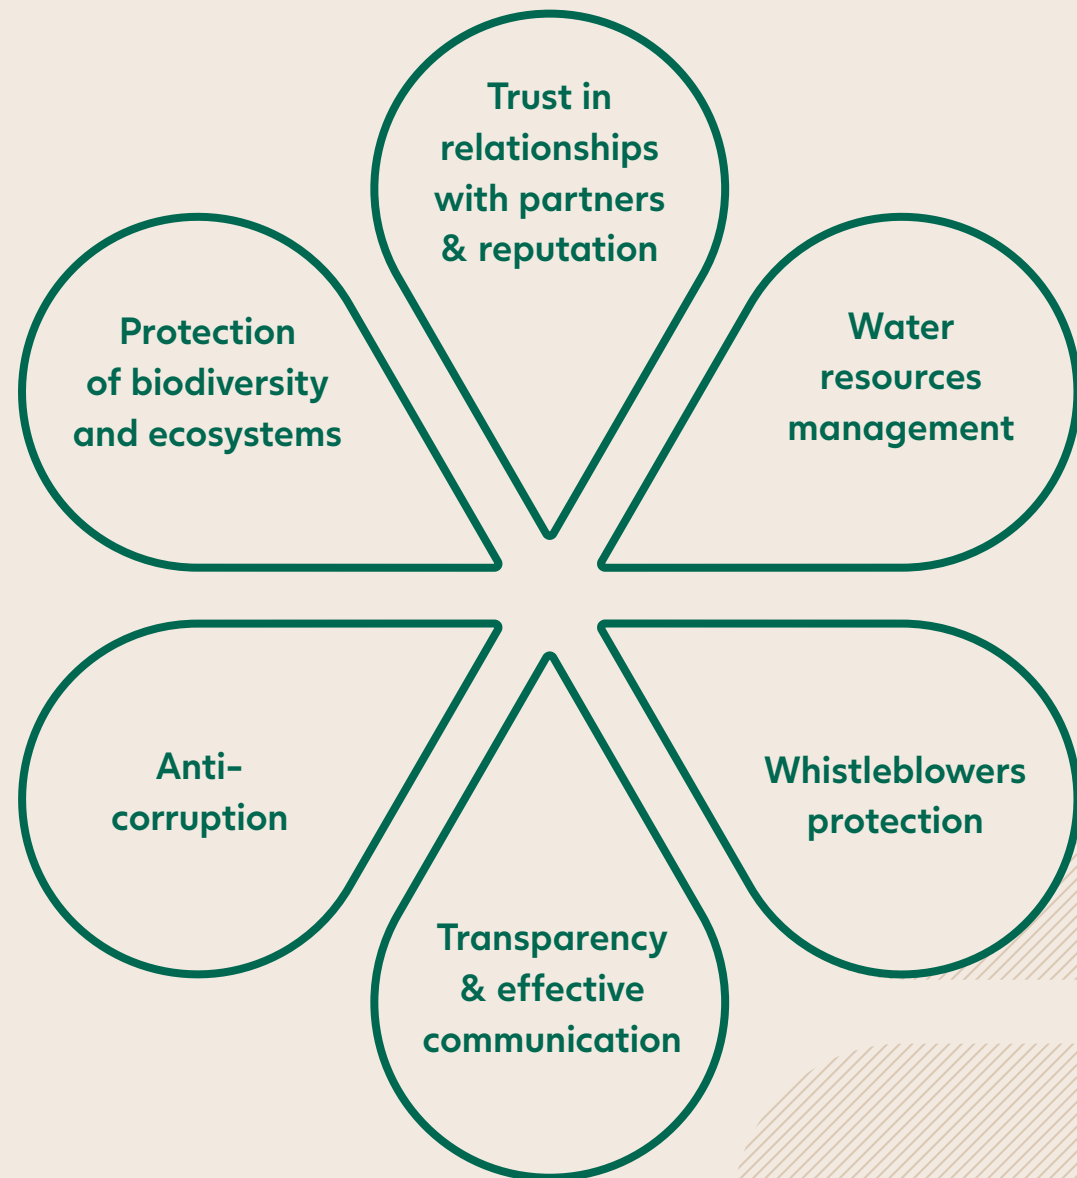 Trust in
relationships
with partners
& reputation
Protection
of biodiversity
and ecosystems
Water
resources
management
Anti-
corruption
Whistleblowers
protection
Transparency
& effective
communication